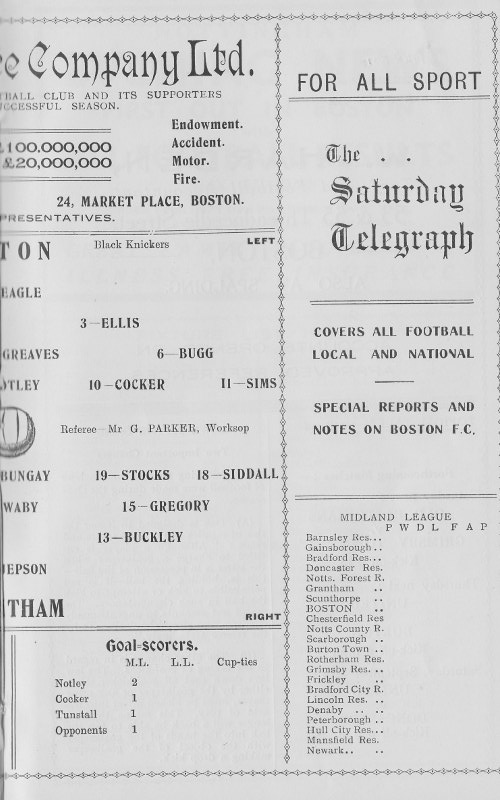 ce Company Ltd.
TBALL CLUB AND ITS SUPPORTERS
UCCESSFUL SEASON.
£100,000,000
£20,000,000
Endowment.
Accident.
Motor.
Fire.
24, MARKET PLACE, BOSTON.
PRESENTATIVES.
TON
Black Knickers
LEFT
EAGLE
3—ELLIS
GREAVES 6—BUGG
OTLEY 10—COCKER 11—SIMS
Referee—Mr G. PARKER, Worksop
BUNGAY 19—STOCKS 18—SIDDALL
WABY 15—GREGORY
13—BUCKLEY
JEPSON
THAM
RIGHT
Goal-scorers.
M.L. L.L. Cup-ties
Notley 2
Cocker 1
Tunstall 1
Opponents 1
FOR ALL SPORT
The . .
Saturday
Telegraph
COVERS ALL FOOTBALL
LOCAL AND NATIONAL
SPECIAL REPORTS AND
NOTES ON BOSTON F.C.
MIDLAND LEAGUE
P W D L F A P
Barnsley Res...
Gainsborough ..
Bradford Res...
Doncaster Res.
Notts. Forest R.
Grantham ..
Scunthorpe ..
BOSTON ..
Chesterfield Res
Notts County R.
Scarborough ..
Burton Town ..
Rotherham Res.
Grimsby Res. ..
Frickley ..
Bradford City R.
Lincoln Res. ..
Denaby .. ..
Peterborough ..
Hull City Res...
Mansfield Res.
Newark.. ..